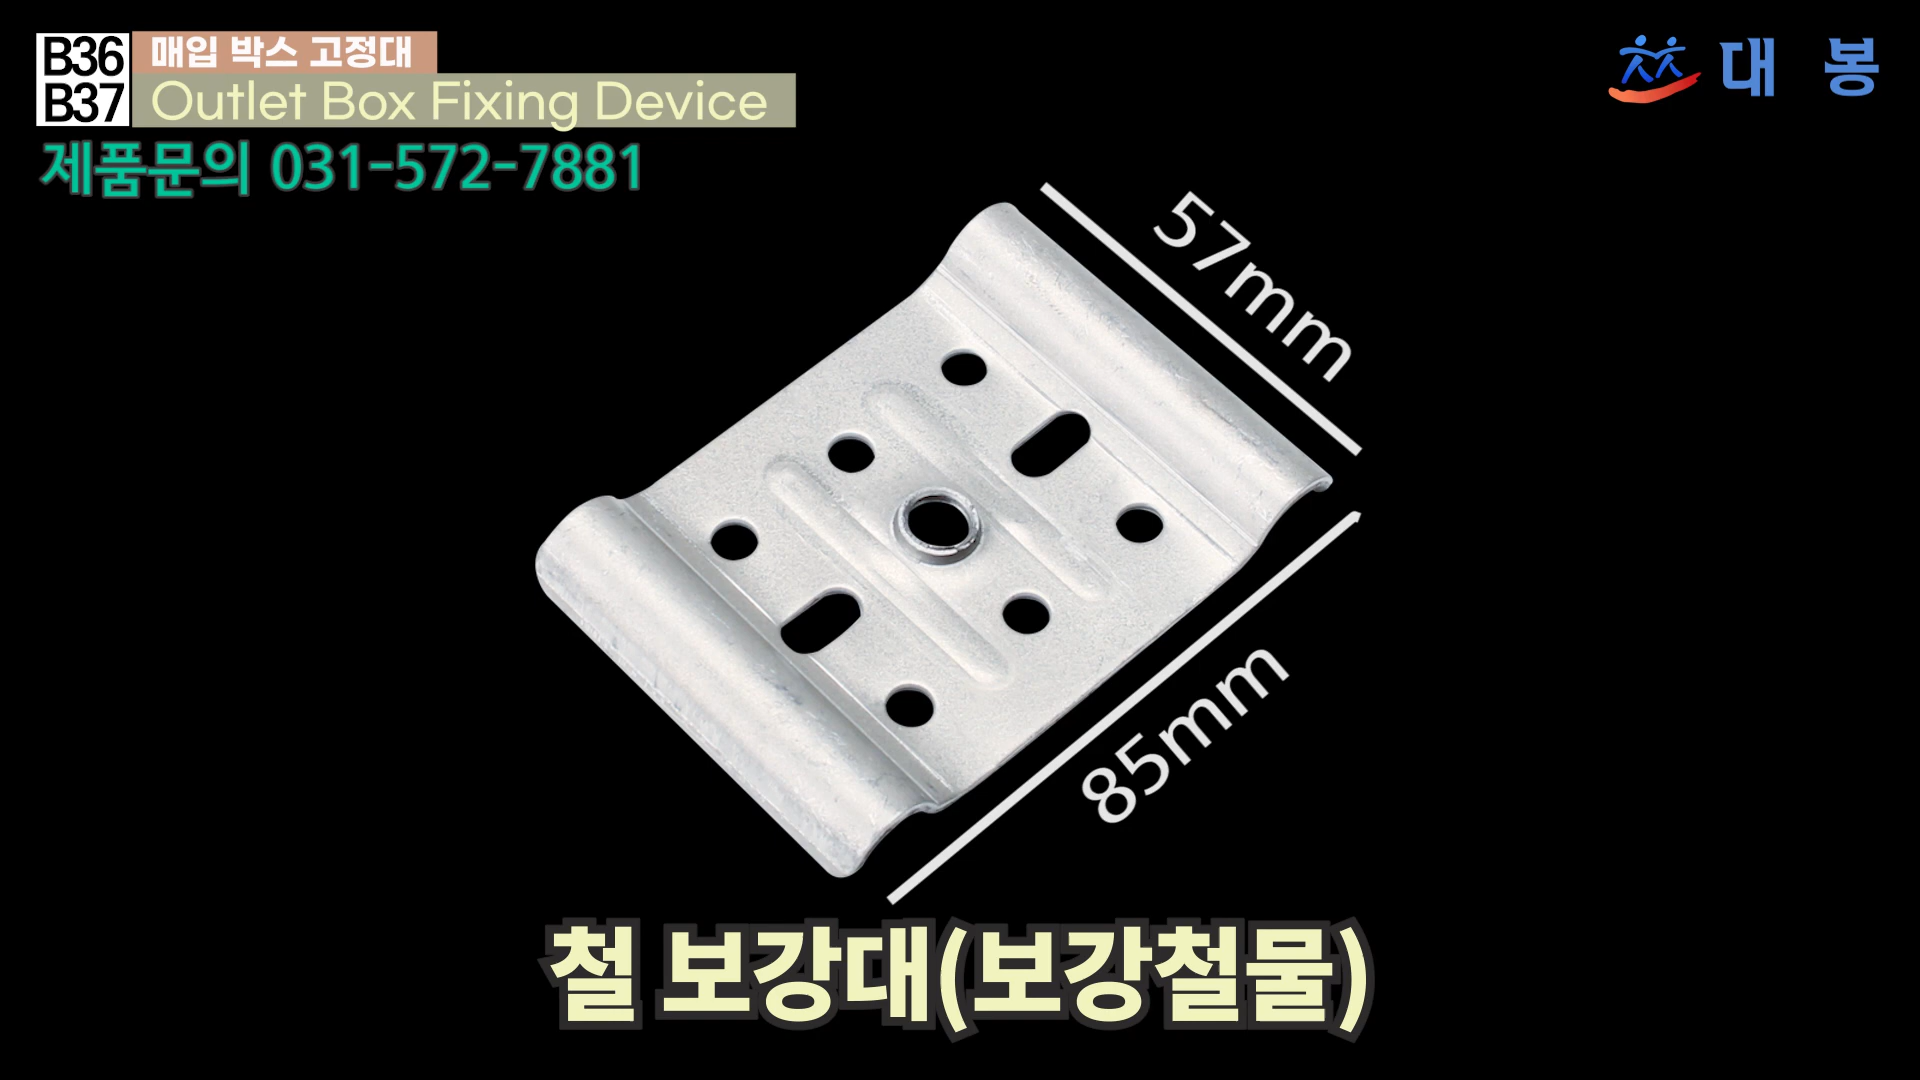 B36
B37
매입 박스 고정대
Outlet Box Fixing Device
제품문의 031-572-7881
대 봉
57mm
85mm
철 보강대(보강철물)